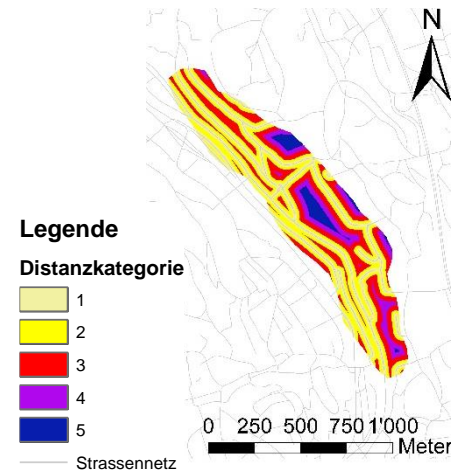 N
Legende
Distanzkategorie
1
2
3
4
5
Strassennetz
0 250 500 750 1'000
Meter